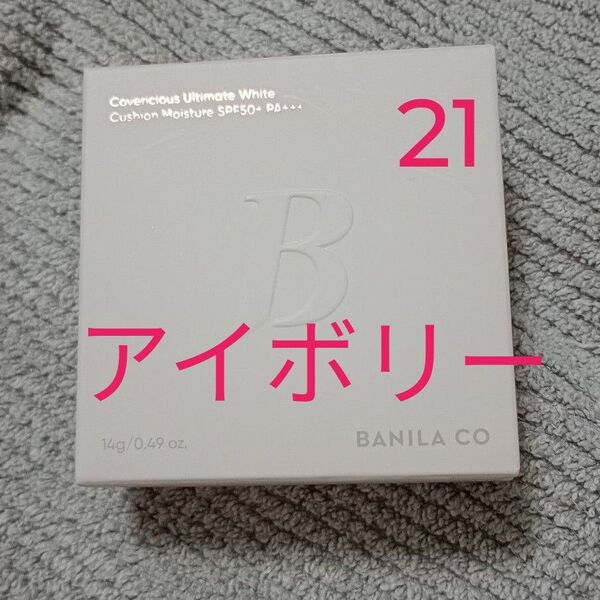 Covericious Ultimate White
Cushion Moisture SPF50+ PA+++
21
B
アイボリー
14g/0.49 oz.
BANILA CO